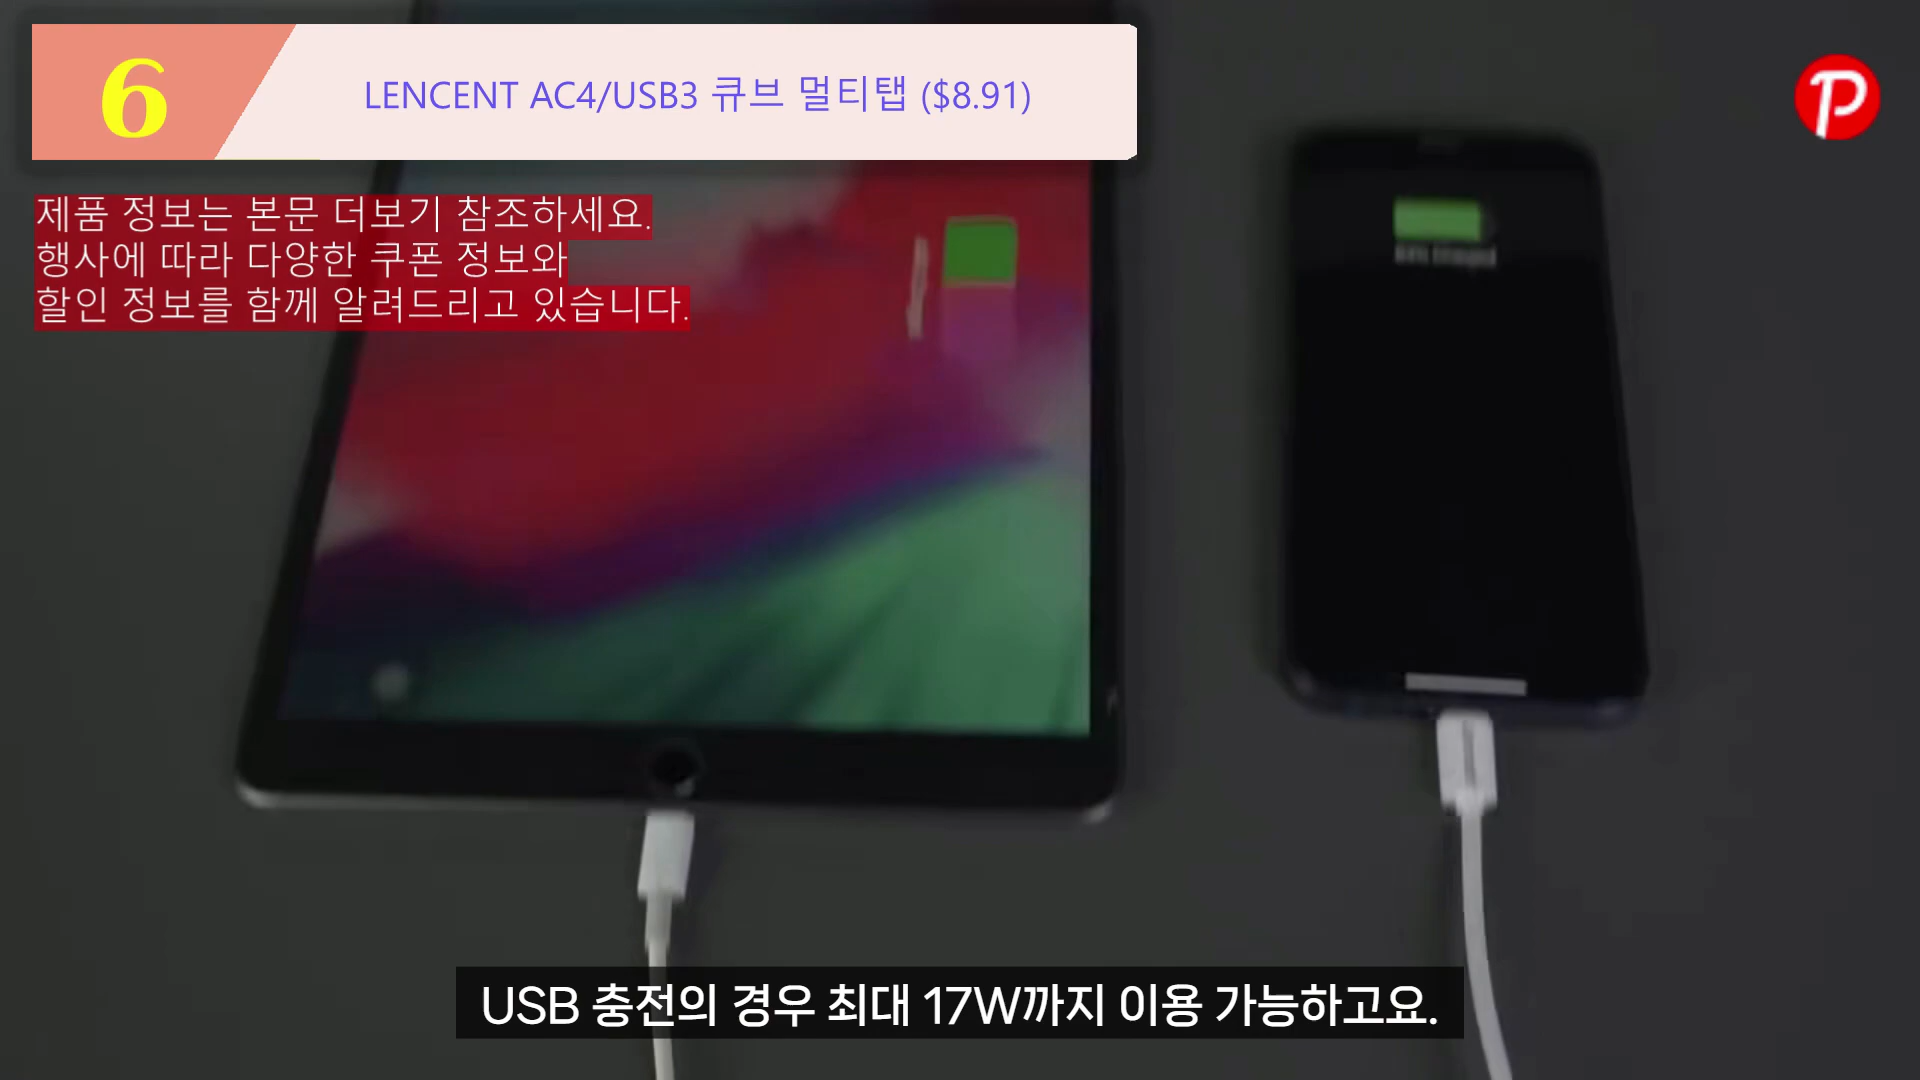 6
LENCENT AC4/USB3 큐브 멀티탭 ($8.91)
제품 정보는 본문 더보기 참조하세요.
행사에 따라 다양한 쿠폰 정보와
할인 정보를 함께 알려드리고 있습니다.
USB 충전의 경우 최대 17W까지 이용 가능하고요.